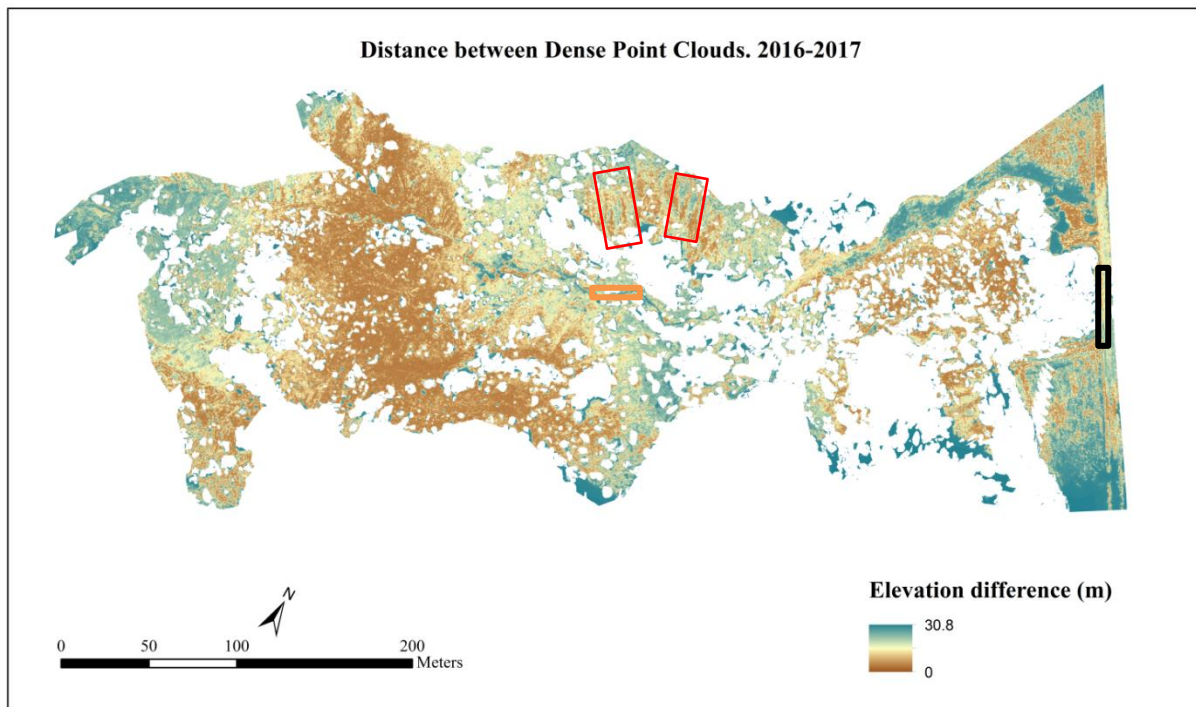 Distance between Dense Point Clouds. 2016-2017
N
Elevation difference (m)
30.8
0
0 50 100 200
Meters